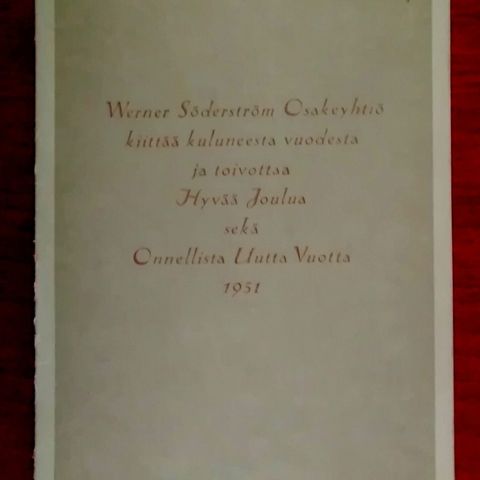 Werner Söderström Osakeyhtiö
kiittää kuluneesta vuodesta
ja toivottaa
Hyvää Joulua
sekä
Onnellista Uutta Vuotta
1951